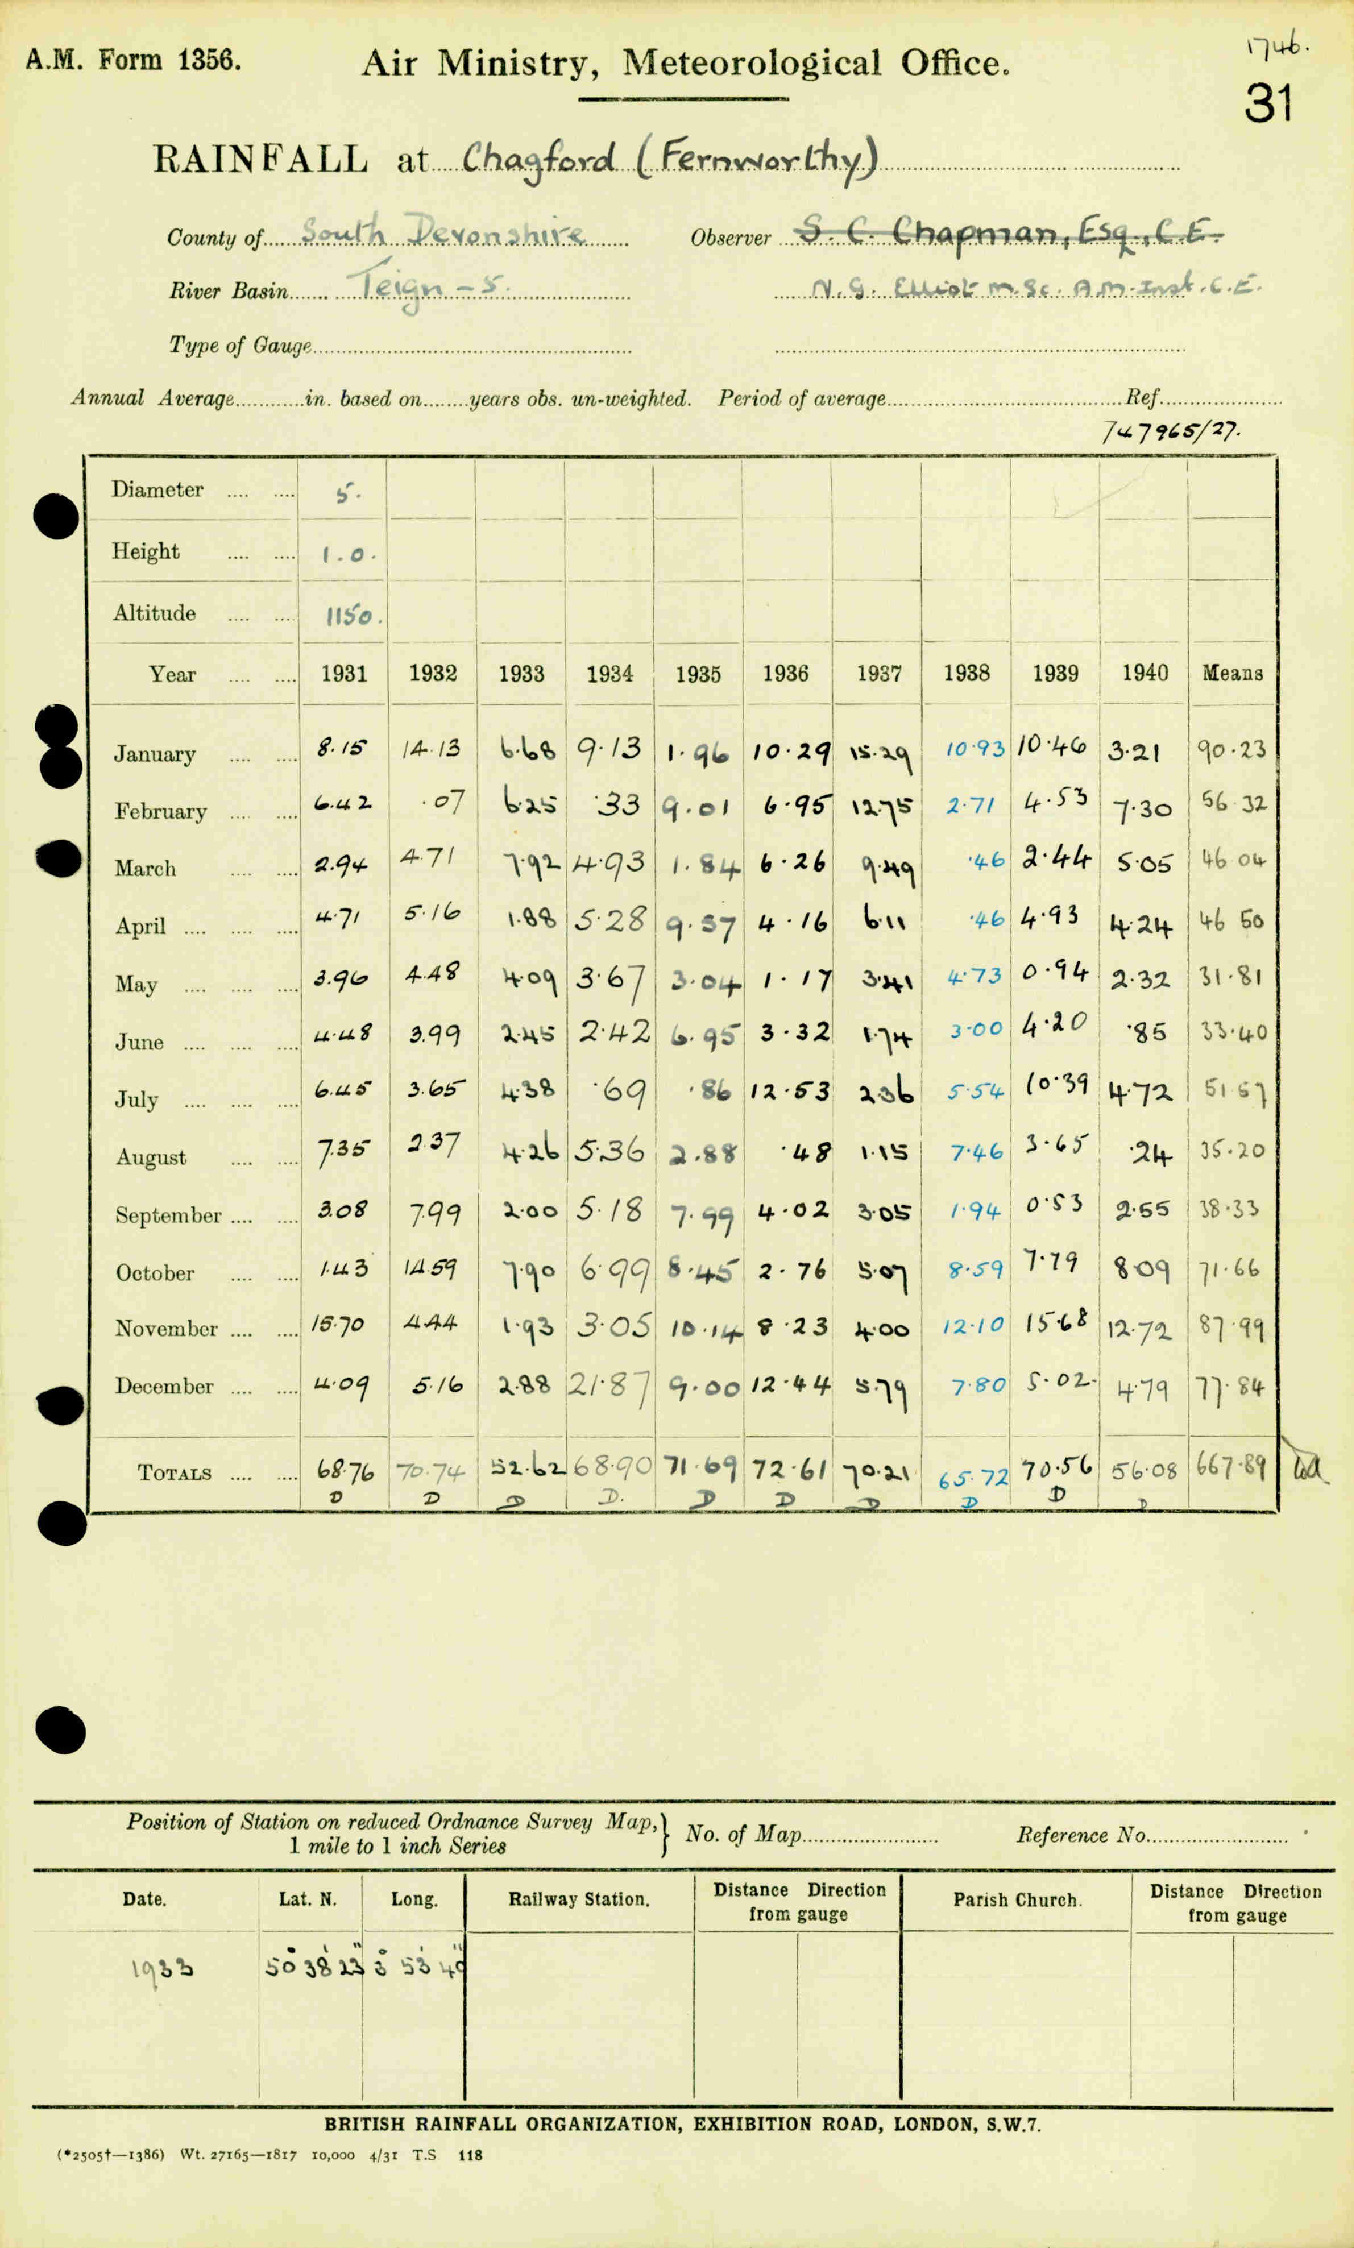 1746.
A.M. Form 1356. Air Ministry, Meteorological Office.
31
RAINFALL at Chagford (Fernworthy)
County of South Devonshire Observer S. C. Chapman, Esq., C.E.
River Basin Teign - 5. N. G. Elliot M.Sc. A.M. Inst. C.E.
Type of Gauge
Annual Average in. based on years obs. un-weighted. Period of average Ref.
747965/27.
Diameter 5.
Height 1.0.
Altitude 1150.
Year 1931 1932 1933 1934 1935 1936 1937 1938 1939 1940 Means
January 8.15 14.13 6.68 9.13 1.96 10.29 15.29 10.93 10.46 3.21 90.23
February 6.42 .07 6.25 .33 9.01 6.95 12.75 2.71 4.53 7.30 56.32
March 2.94 4.71 7.92 4.93 1.84 6.26 9.49 .46 2.44 5.05 46 04
April 4.71 5.16 1.88 5.28 9.57 4.16 6.11 .46 4.93 4.24 46 50
May 3.96 4.48 4.09 3.67 3.04 1.17 3.41 4.73 0.94 2.32 31.81
June 4.48 3.99 2.45 2.42 6.95 3.32 1.74 3.00 4.20 .85 33.40
July 6.45 3.65 4.38 .69 .86 12.53 2.36 5.54 10.39 4.72 51 57
August 7.35 2.37 4.26 5.36 2.88 .48 1.15 7.46 3.65 .24 35.20
September 3.08 7.99 2.00 5.18 7.99 4.02 3.05 1.94 0.53 2.55 38.33
October 1.43 14.59 7.90 6.99 8.45 2.76 5.07 8.59 7.79 8.09 71.66
November 15.70 4.44 1.93 3.05 10.14 8.23 4.00 12.10 15.68 12.72 87.99
December 4.09 5.16 2.88 21.87 9.00 12.44 5.79 7.80 5.02. 4.79 77.84
TOTALS 68.76 70.74 52.62 68.90 71.69 72.61 70.21 65.72 70.56 56.08 667.89
D D D D. D D D D D D
Position of Station on reduced Ordnance Survey Map, 1 mile to 1 inch Series } No. of Map Reference No.
Date. Lat. N. Long. Railway Station. Distance Direction from gauge Parish Church. Distance Direction from gauge
1933 50° 38' 23" 3° 53' 40"
BRITISH RAINFALL ORGANIZATION, EXHIBITION ROAD, LONDON, S.W.7.
(*2505†—1386) Wt. 27165—1817 10,000 4/31 T.S 118